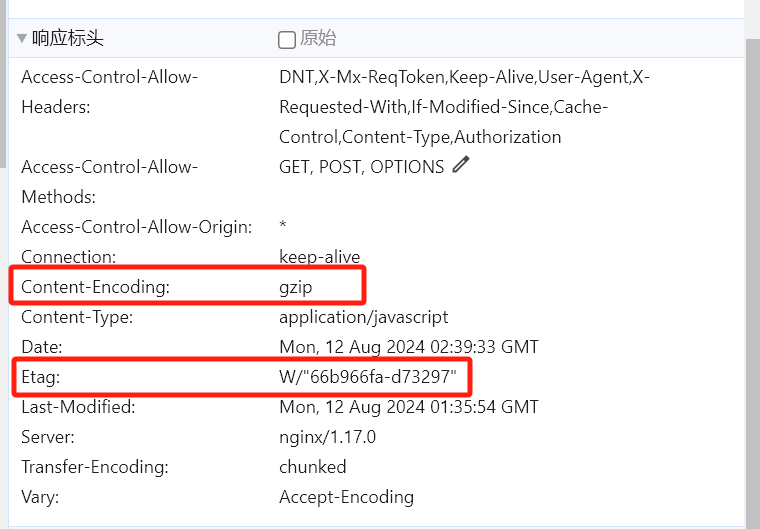 响应标头 原始
Access-Control-Allow- DNT,X-Mx-ReqToken,Keep-Alive,User-Agent,X-
Headers: Requested-With,If-Modified-Since,Cache-
Control,Content-Type,Authorization
Access-Control-Allow- GET, POST, OPTIONS
Methods:
Access-Control-Allow-Origin: *
Connection: keep-alive
Content-Encoding: gzip
Content-Type: application/javascript
Date: Mon, 12 Aug 2024 02:39:33 GMT
Etag: W/"66b966fa-d73297"
Last-Modified: Mon, 12 Aug 2024 01:35:54 GMT
Server: nginx/1.17.0
Transfer-Encoding: chunked
Vary: Accept-Encoding